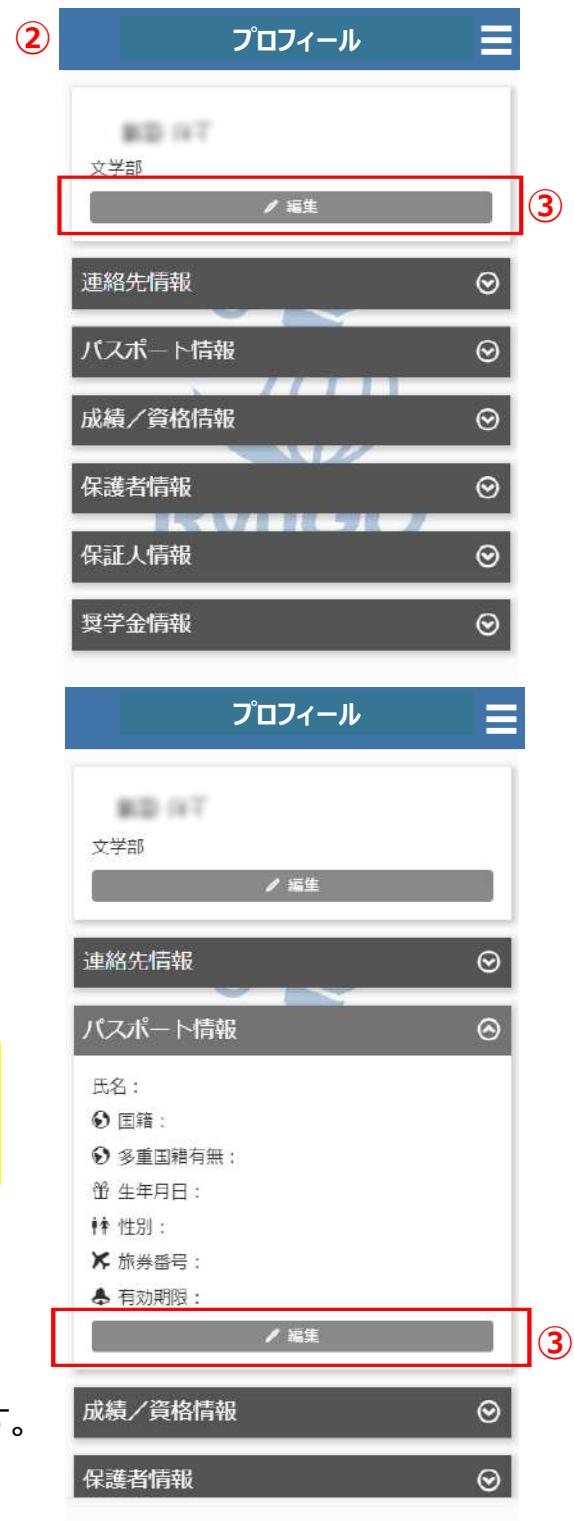 ② プロフィール
文学部
編集
③
連絡先情報
パスポート情報
成績／資格情報
保護者情報
保証人情報
奨学金情報
プロフィール
文学部
編集
連絡先情報
パスポート情報
氏名：
国籍：
多重国籍有無：
生年月日：
性別：
旅券番号：
有効期限：
編集
③
成績／資格情報
す。
保護者情報